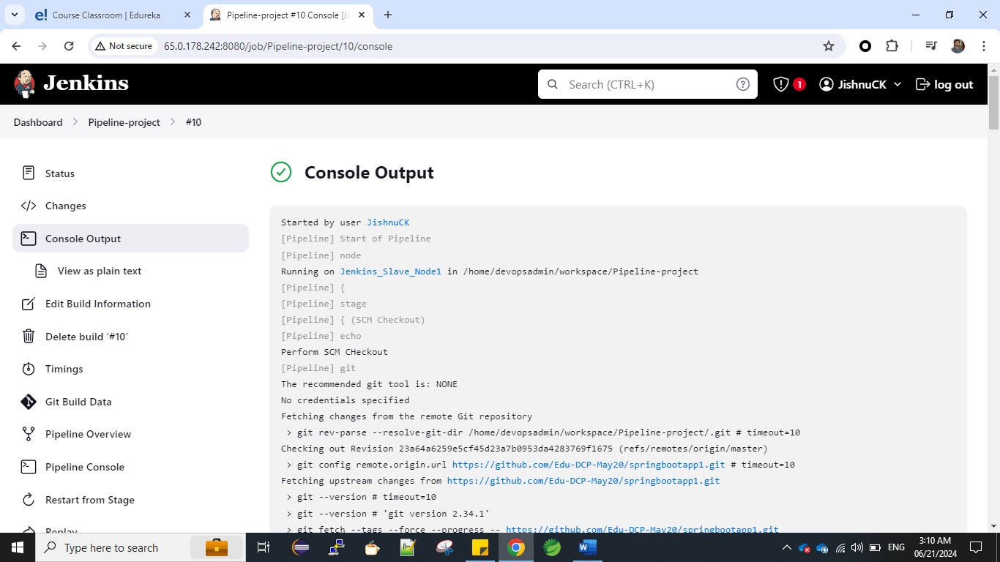 e! Course Classroom | Edureka
Pipeline-project #10 Console [Je
Not secure
65.0.178.242:8080/job/Pipeline-project/10/console
Jenkins
Search (CTRL+K)
?
1
JishnuCK
log out
Dashboard
Pipeline-project
#10
Status
Changes
Console Output
View as plain text
Edit Build Information
Delete build ‘#10’
Timings
Git Build Data
Pipeline Overview
Pipeline Console
Restart from Stage
Replay
Console Output
Started by user JishnuCK
[Pipeline] Start of Pipeline
[Pipeline] node
Running on Jenkins_Slave_Node1 in /home/devopsadmin/workspace/Pipeline-project
[Pipeline] {
[Pipeline] stage
[Pipeline] { (SCM Checkout)
[Pipeline] echo
Perform SCM CHeckout
[Pipeline] git
The recommended git tool is: NONE
No credentials specified
Fetching changes from the remote Git repository
> git rev-parse --resolve-git-dir /home/devopsadmin/workspace/Pipeline-project/.git # timeout=10
Checking out Revision 23a64a6259e5cf45d23a7b0953da4283769f1675 (refs/remotes/origin/master)
> git config remote.origin.url https://github.com/Edu-DCP-May20/springbootapp1.git # timeout=10
Fetching upstream changes from https://github.com/Edu-DCP-May20/springbootapp1.git
> git --version # timeout=10
> git --version # 'git version 2.34.1'
> git fetch --tags --force --progress -- https://github.com/Edu-DCP-May20/springbootapp1.git
Type here to search
ENG
3:10 AM
06/21/2024